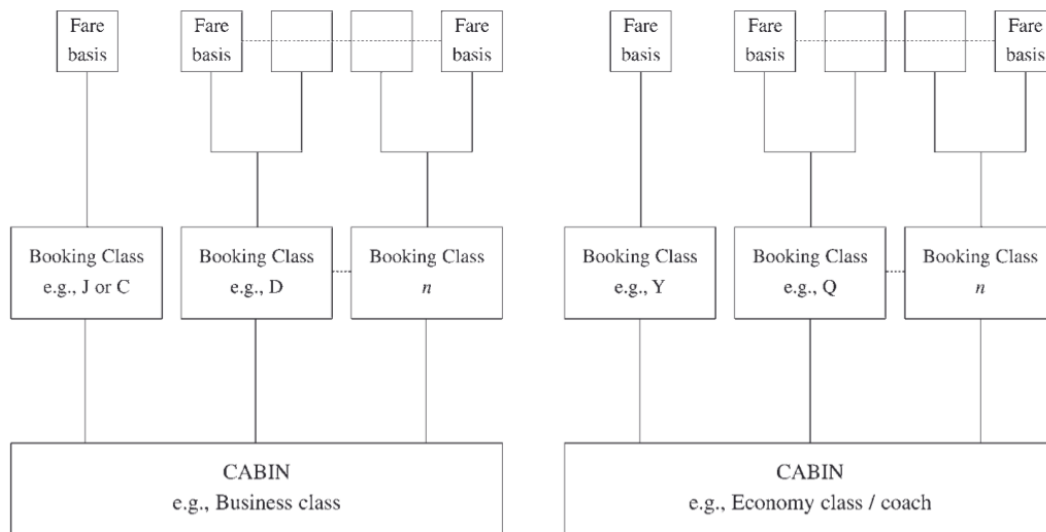 Fare
basis
Fare
basis
Fare
basis
Fare
basis
Fare
basis
Fare
basis
Booking Class
e.g., J or C
Booking Class
e.g., D
Booking Class
n
Booking Class
e.g., Y
Booking Class
e.g., Q
Booking Class
n
CABIN
e.g., Business class
CABIN
e.g., Economy class / coach